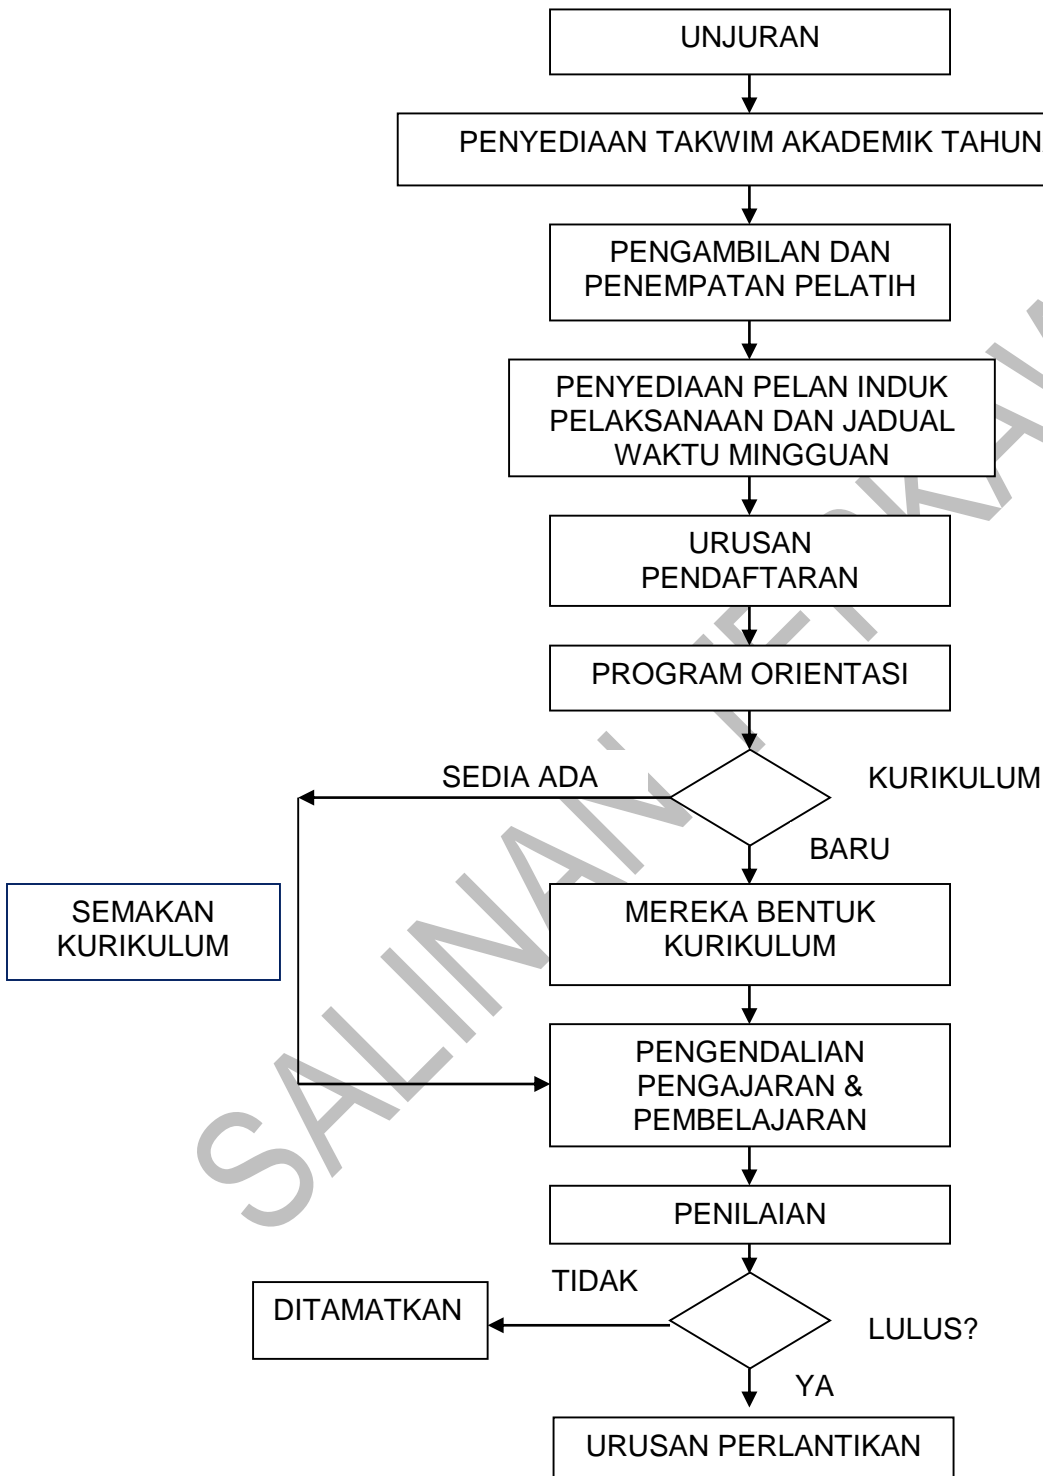 UNJURAN
PENYEDIAAN TAKWIM AKADEMIK TAHUN
PENGAMBILAN DAN
PENEMPATAN PELATIH
PENYEDIAAN PELAN INDUK
PELAKSANAAN DAN JADUAL
WAKTU MINGGUAN
URUSAN
PENDAFTARAN
PROGRAM ORIENTASI
SEDIA ADA
KURIKULUM
BARU
SEMAKAN
KURIKULUM
MEREKA BENTUK
KURIKULUM
PENGENDALIAN
PENGAJARAN &
PEMBELAJARAN
PENILAIAN
TIDAK
DITAMATKAN
LULUS?
YA
URUSAN PERLANTIKAN
SALINAN